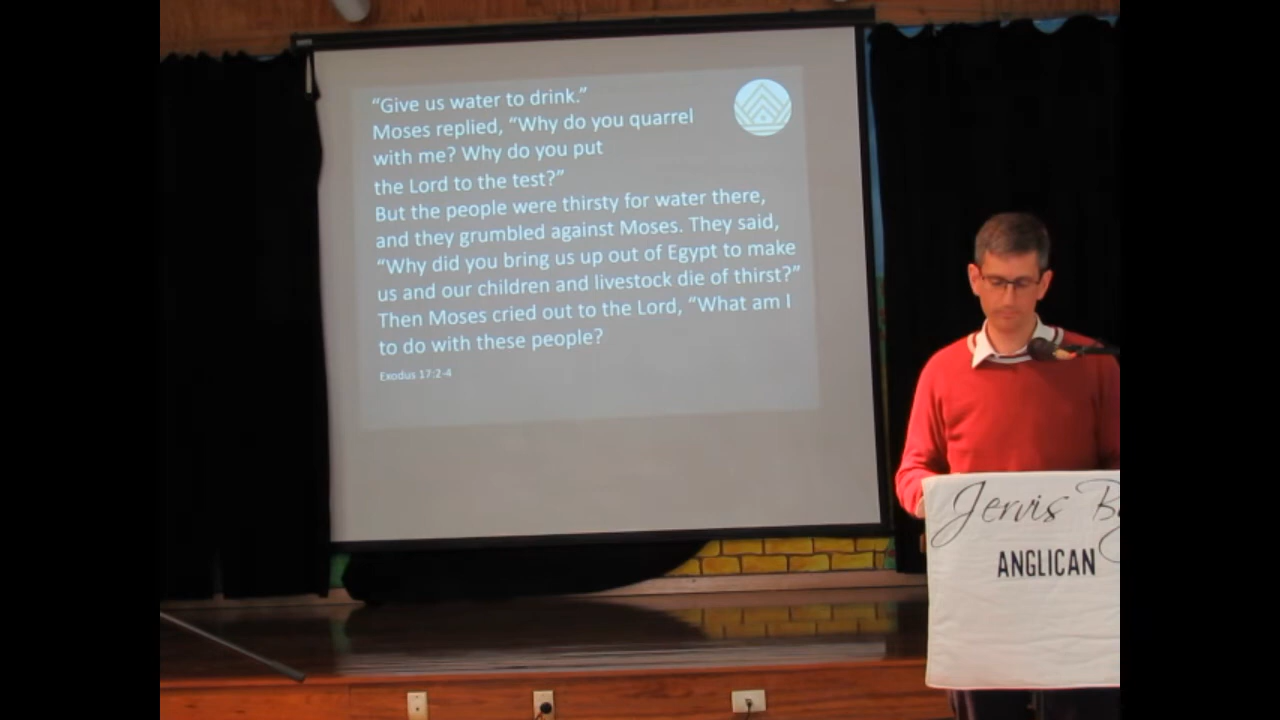 “Give us water to drink.”
Moses replied, “Why do you quarrel
with me? Why do you put
the Lord to the test?”
But the people were thirsty for water there,
and they grumbled against Moses. They said,
“Why did you bring us up out of Egypt to make
us and our children and livestock die of thirst?”
Then Moses cried out to the Lord, “What am I
to do with these people?
Exodus 17:2-4
Jervis B
ANGLICAN